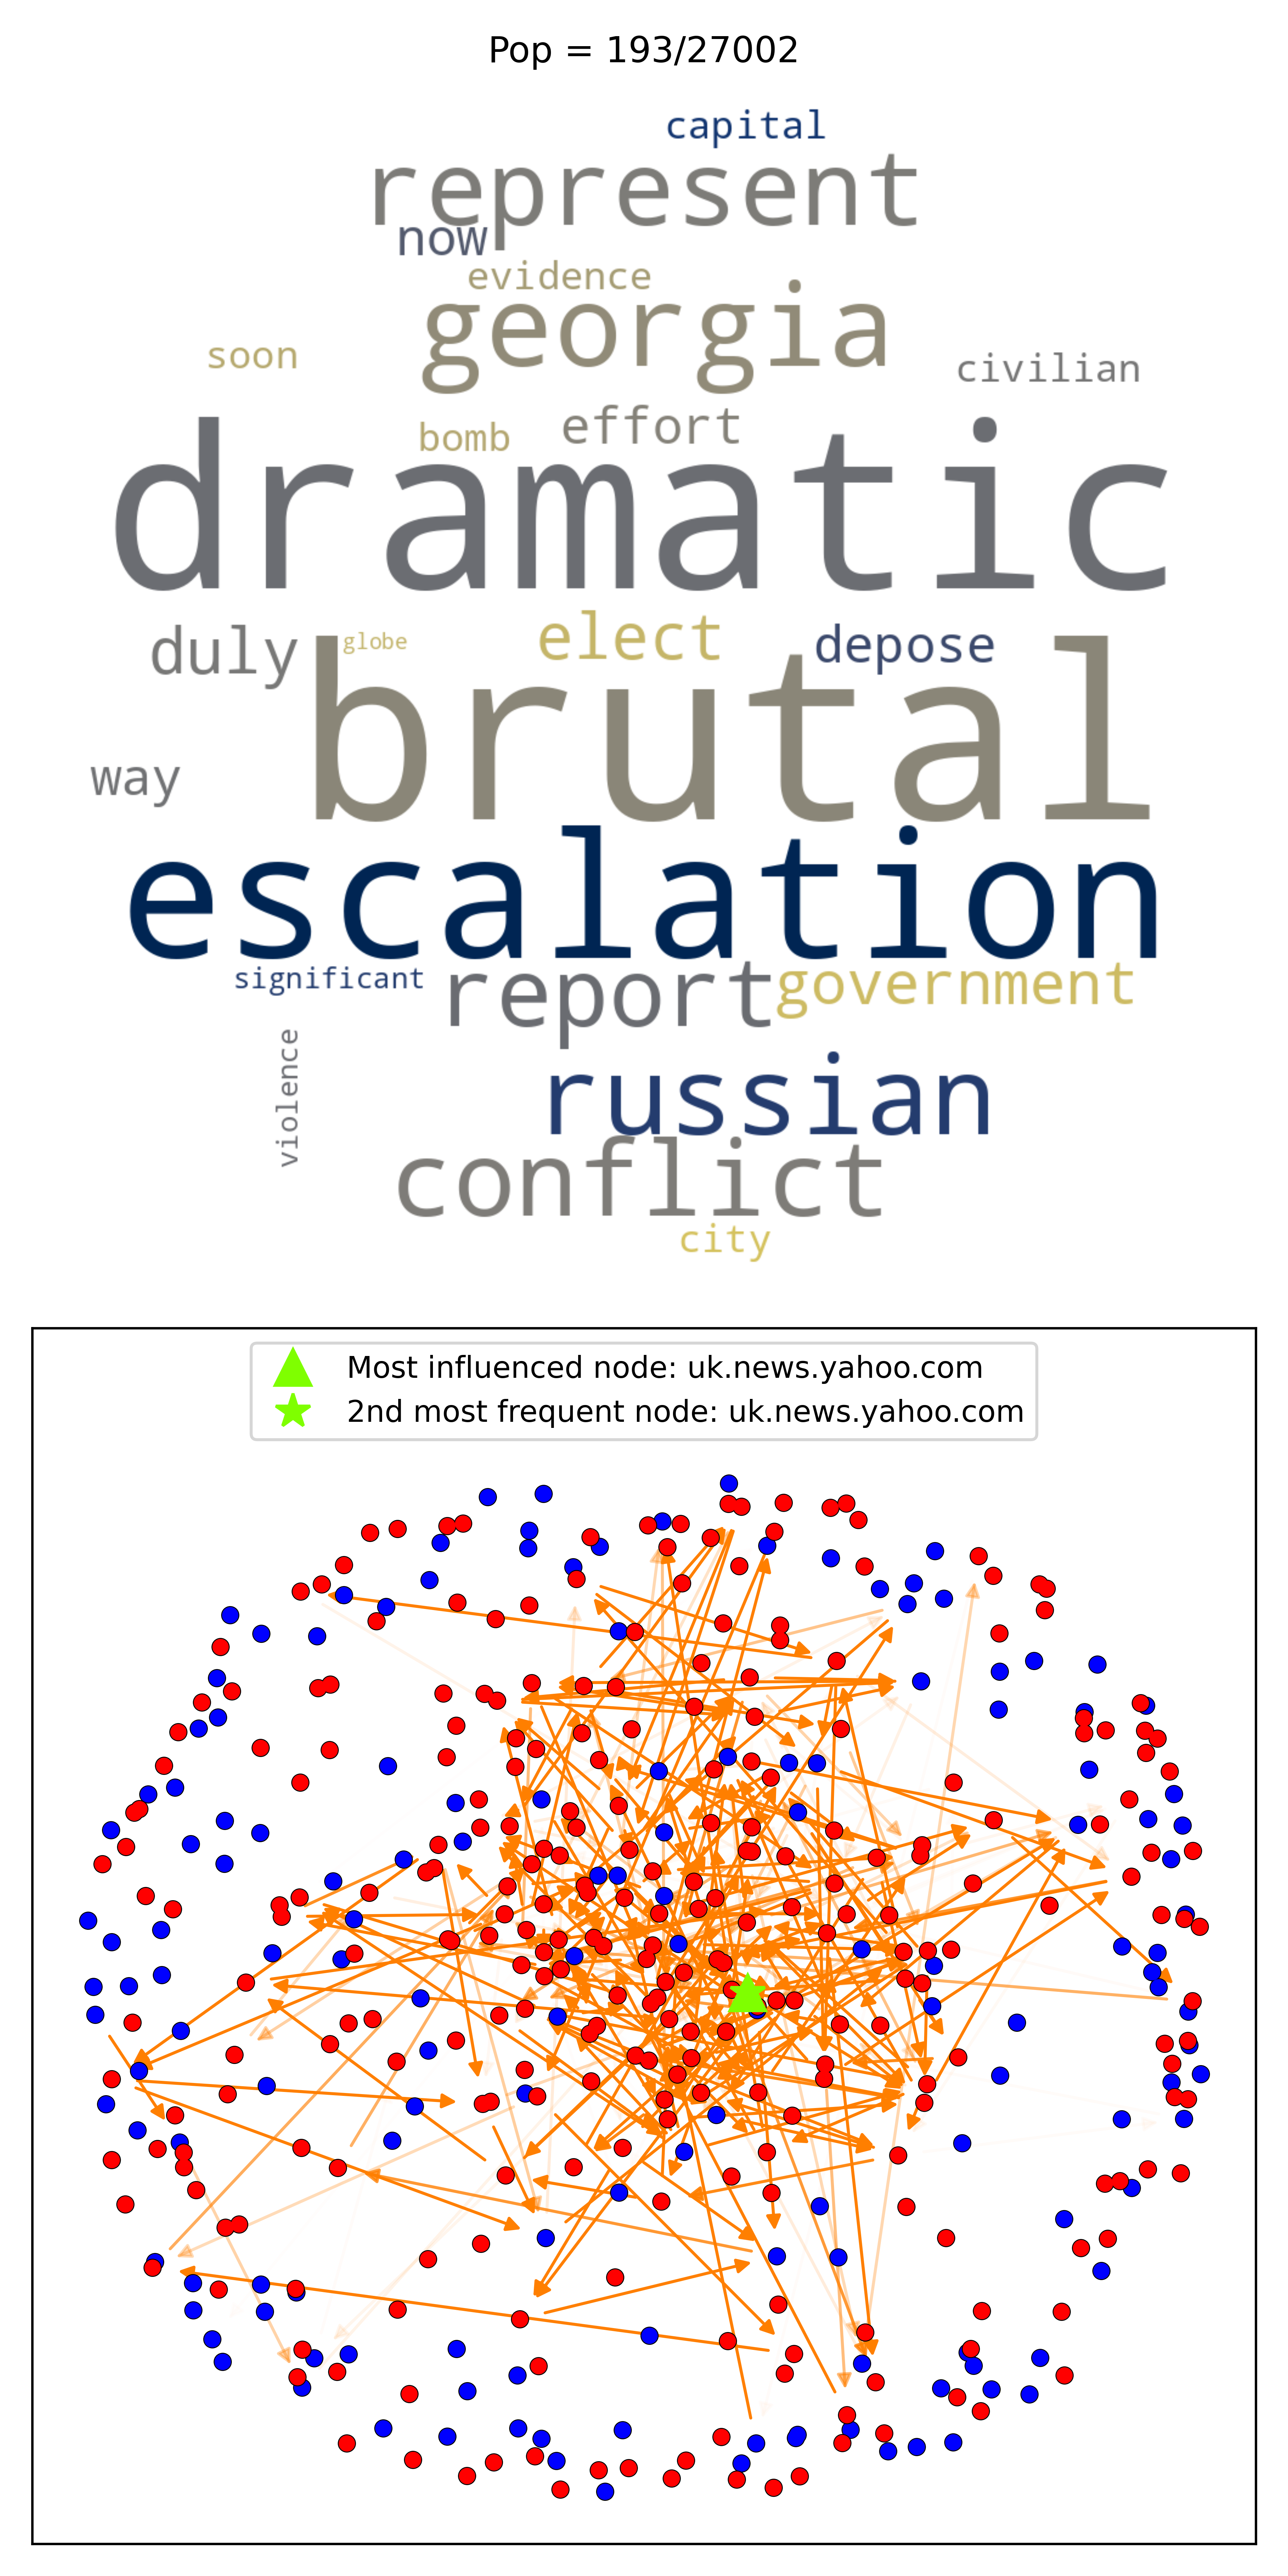 Pop = 193/27002
capital
represent
now
evidence
georgia
soon
civilian
effort
bomb
dramatic
duly
globe
elect
depose
brutal
way
escalation
significant
report
government
violence
russian
conflict
city
Most influenced node: uk.news.yahoo.com
2nd most frequent node: uk.news.yahoo.com